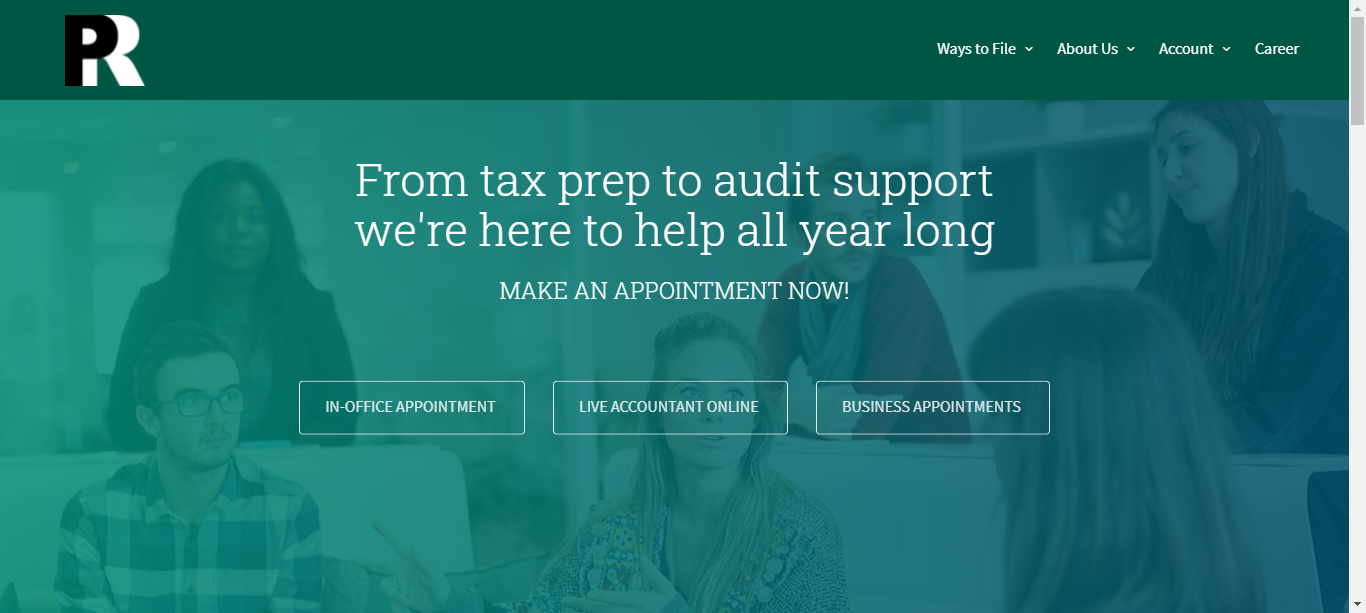 PR
Ways to File
About Us
Account
Career
From tax prep to audit support
we're here to help all year long
MAKE AN APPOINTMENT NOW!
IN-OFFICE APPOINTMENT
LIVE ACCOUNTANT ONLINE
BUSINESS APPOINTMENTS